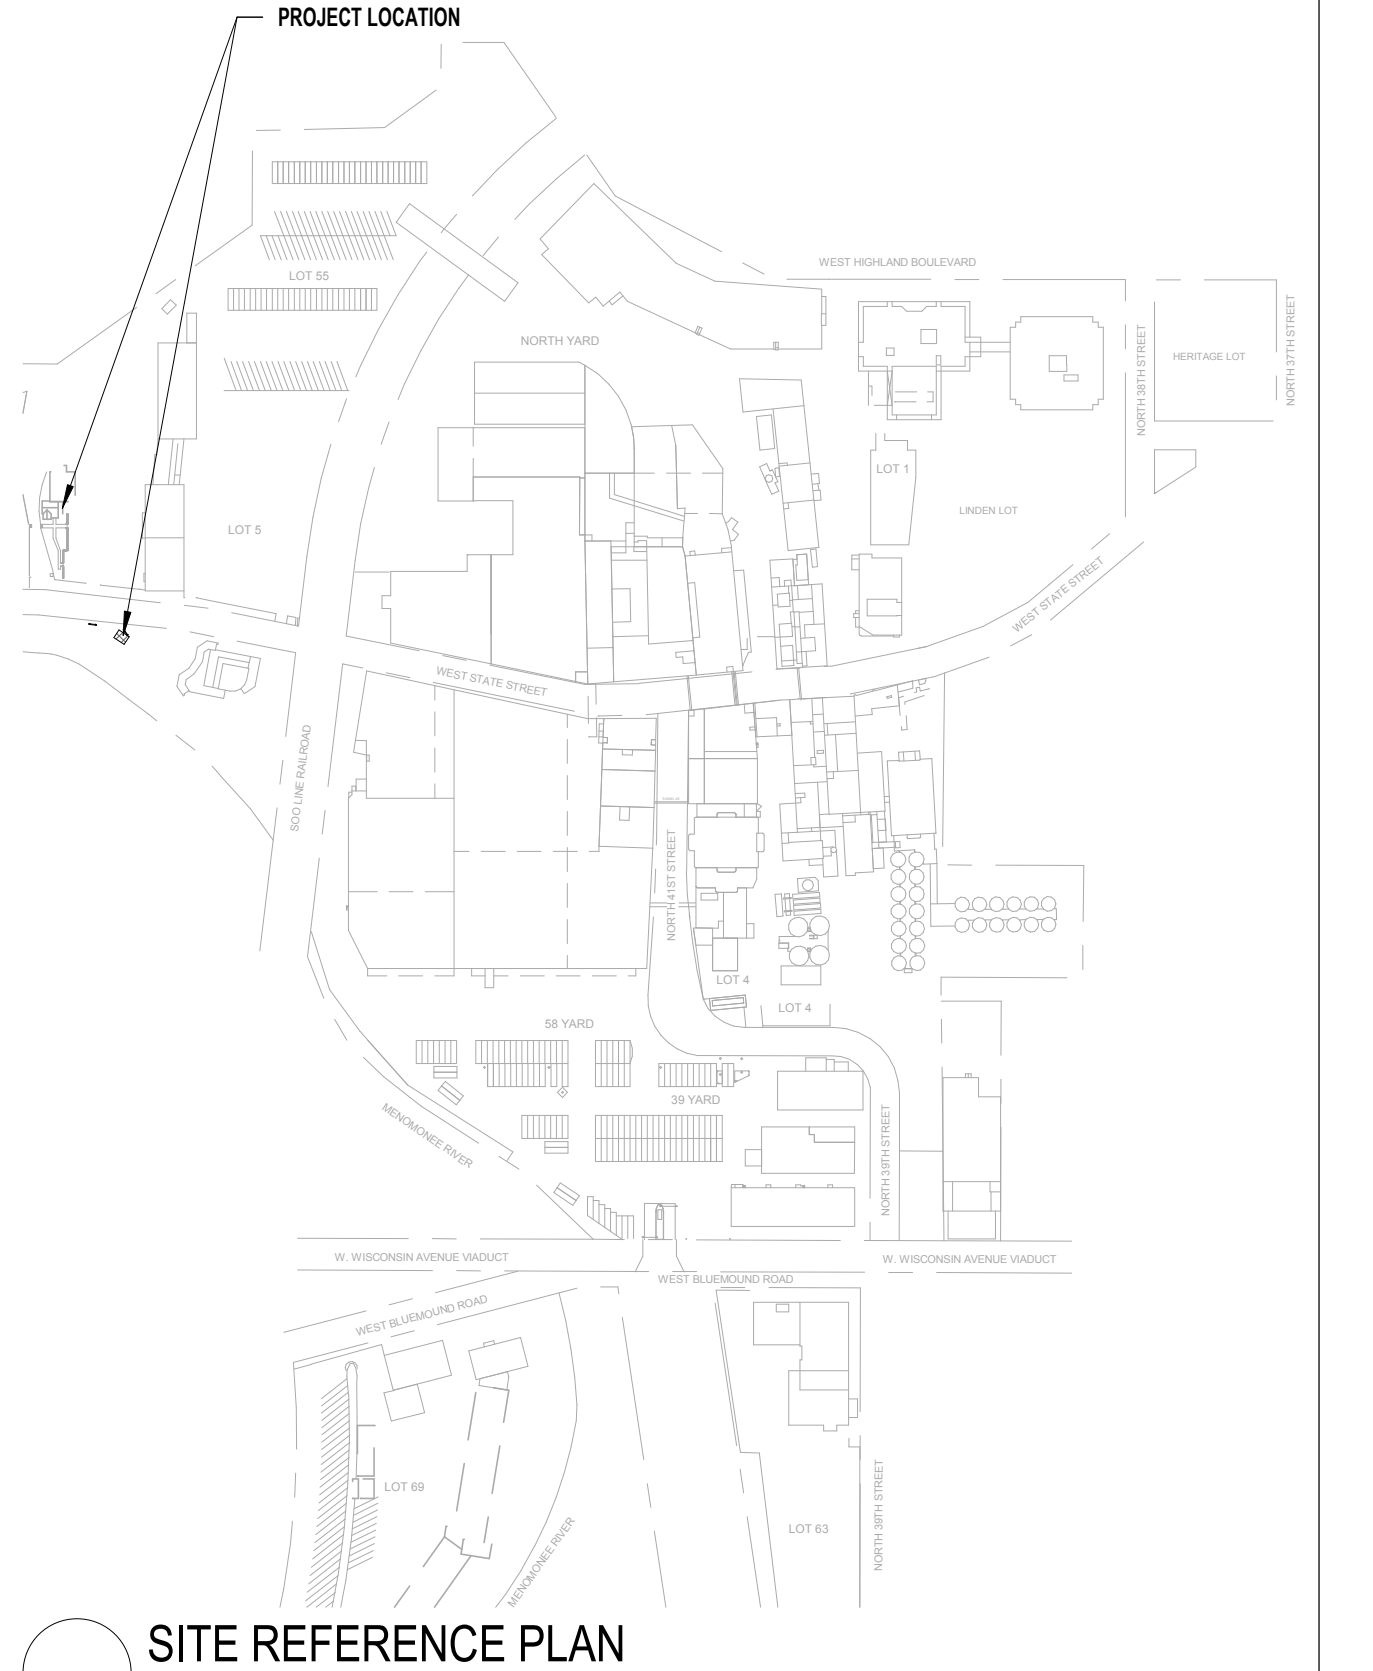 PROJECT LOCATION
WEST HIGHLAND BOULEVARD
LOT 55
NORTH YARD
NORTH 38TH STREET
HERITAGE LOT
NORTH 37TH STREET
LOT 1
LINDEN LOT
LOT 5
WEST STATE STREET
WEST STATE STREET
SOO LINE RAILROAD
NORTH 41ST STREET
LOT 4
LOT 4
58 YARD
39 YARD
MENOMONEE RIVER
NORTH 39TH STREET
W. WISCONSIN AVENUE VIADUCT
W. WISCONSIN AVENUE VIADUCT
WEST BLUEMOUND ROAD
WEST BLUEMOUND ROAD
LOT 69
MENOMONEE RIVER
LOT 63
NORTH 39TH STREET
SITE REFERENCE PLAN